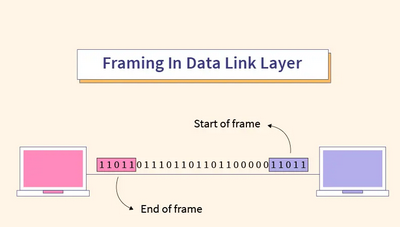 Framing In Data Link Layer
Start of frame
1101101110110110110000011011
End of frame